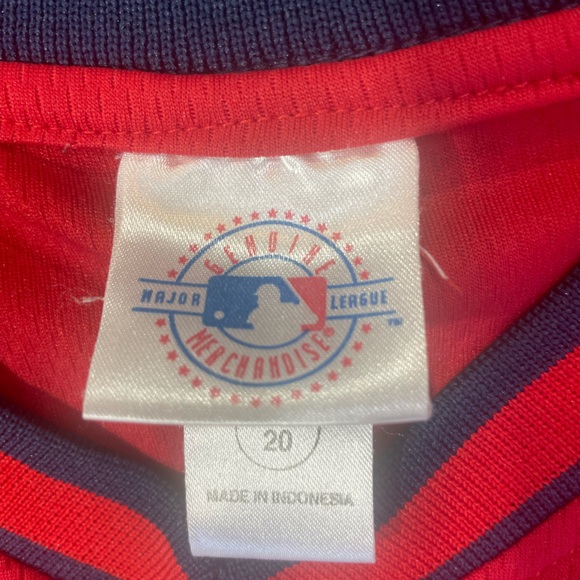 GENUINE
MAJOR LEAGUE
MERCHANDISE ®
TM
20
MADE IN INDONESIA